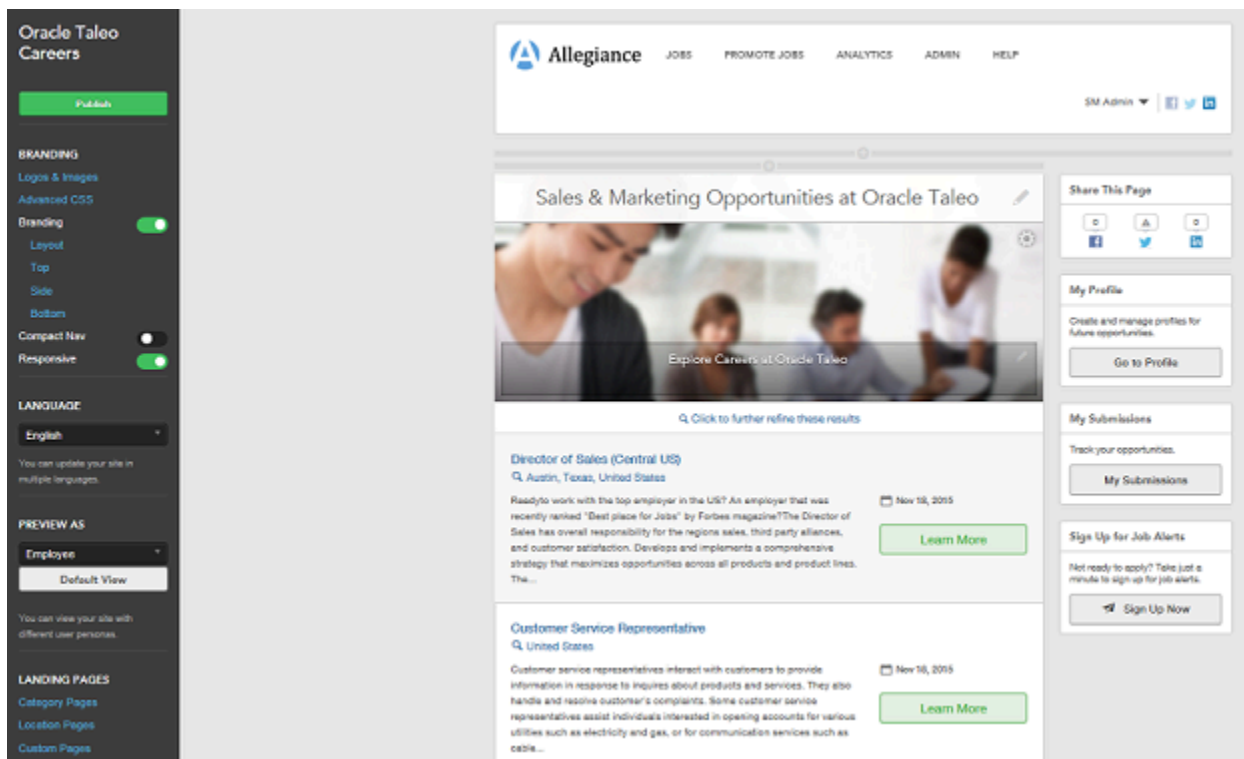 Oracle Taleo
Careers
Publish
BRANDING
Logos & Images
Advanced CSS
Branding
Layout
Top
Side
Bottom
Compact Nav
Responsive
LANGUAGE
English
You can update your site in
multiple languages.
PREVIEW AS
Employee
Default View
You can view your site with
different user personas.
LANDING PAGES
Category Pages
Location Pages
Custom Pages
Allegiance
JOBS PROMOTE JOBS ANALYTICS ADMIN HELP
SM Admin
Sales & Marketing Opportunities at Oracle Taleo
Explore Careers at Oracle Taleo
Click to further refine these results
Director of Sales (Central US)
Austin, Texas, United States
Readyto work with the top employer in the US? An employer that was
recently ranked "Best place for Jobs" by Forbes magazine?The Director of
Sales has overall responsibility for the regions sales, third party alliances,
and customer satisfaction. Develops and implements a comprehensive
strategy that maximizes opportunities across all products and product lines.
The...
Nov 18, 2015
Learn More
Customer Service Representative
United States
Customer service representatives interact with customers to provide
information in response to inquires about products and services. They also
handle and resolve customer's complaints. Some customer service
representatives assist individuals interested in opening accounts for various
utilities such as electricity and gas, or for communication services such as
cable...
Nov 18, 2015
Learn More
Share This Page
My Profile
Create and manage profiles for
future opportunities.
Go to Profile
My Submissions
Track your opportunities.
My Submissions
Sign Up for Job Alerts
Not ready to apply? Take just a
minute to sign up for job alerts.
Sign Up Now